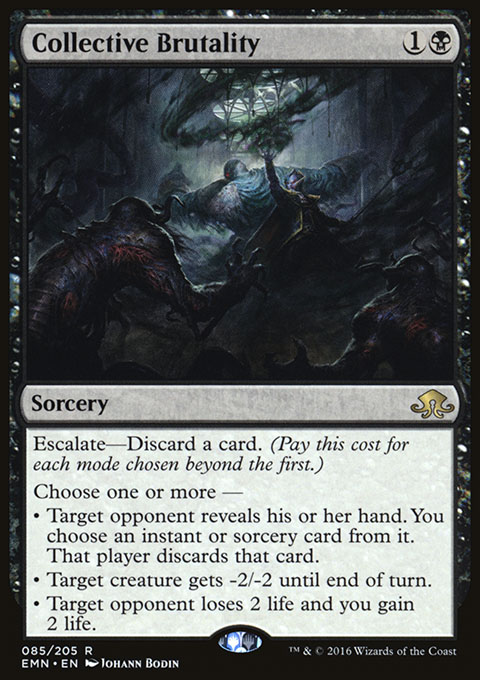 Collective Brutality 1
Sorcery
Escalate—Discard a card. (Pay this cost for
each mode chosen beyond the first.)
Choose one or more —
• Target opponent reveals his or her hand. You
choose an instant or sorcery card from it.
That player discards that card.
• Target creature gets -2/-2 until end of turn.
• Target opponent loses 2 life and you gain
2 life.
085/205 R
EMN • EN Johann Bodin
™ & © 2016 Wizards of the Coast